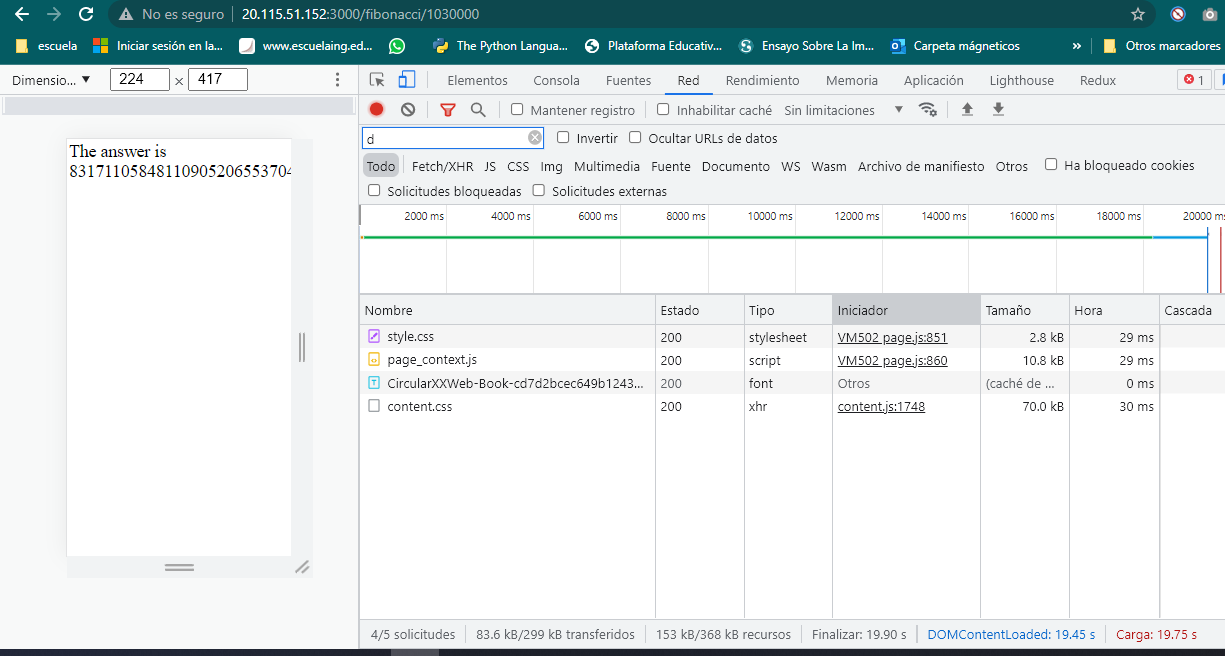 No es seguro 20.115.51.152:3000/fibonacci/1030000
escuela Iniciar sesión en la... www.escuelaing.ed... The Python Langua... Plataforma Educativ... Ensayo Sobre La Im... Carpeta mágneticos » Otros marcadores
Dimensio... 224 × 417 Elementos Consola Fuentes Red Rendimiento Memoria Aplicación Lighthouse Redux 1
Mantener registro Inhabilitar caché Sin limitaciones
d Invertir Ocultar URLs de datos
Todo Fetch/XHR JS CSS Img Multimedia Fuente Documento WS Wasm Archivo de manifiesto Otros Ha bloqueado cookies
Solicitudes bloqueadas Solicitudes externas
The answer is
83171105848110905206553704
2000 ms 4000 ms 6000 ms 8000 ms 10000 ms 12000 ms 14000 ms 16000 ms 18000 ms 20000 ms
Nombre Estado Tipo Iniciador Tamaño Hora Cascada
style.css 200 stylesheet VM502 page.js:851 2.8 kB 29 ms
page_context.js 200 script VM502 page.js:860 10.8 kB 29 ms
CircularXXWeb-Book-cd7d2bcec649b1243... 200 font Otros (caché de ... 0 ms
content.css 200 xhr content.js:1748 70.0 kB 30 ms
4/5 solicitudes 83.6 kB/299 kB transferidos 153 kB/368 kB recursos Finalizar: 19.90 s DOMContentLoaded: 19.45 s Carga: 19.75 s